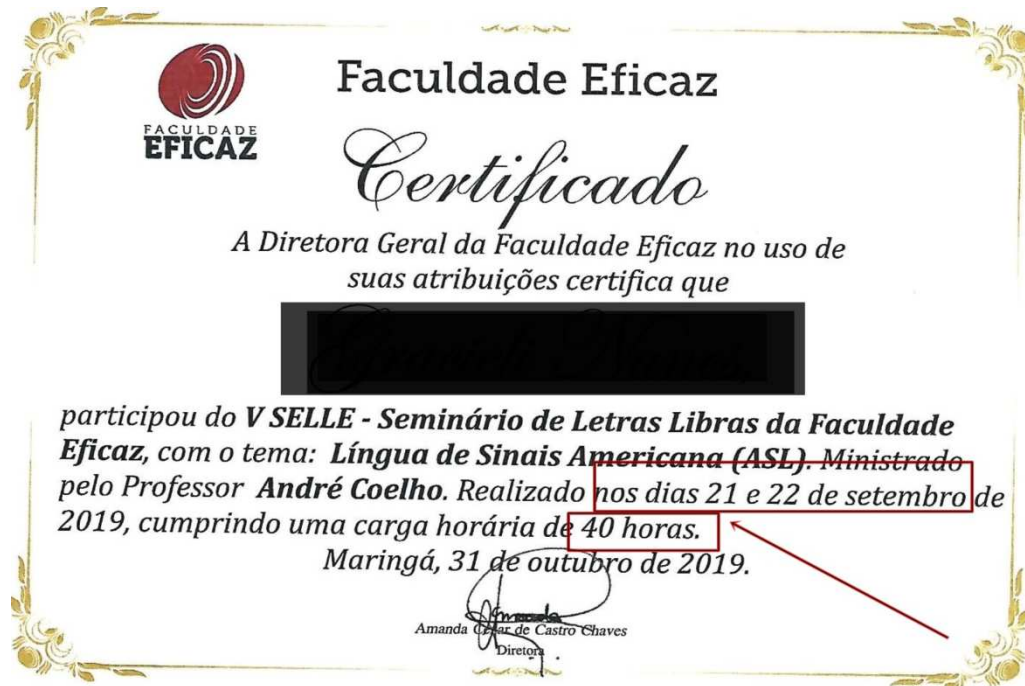 FACULDADE
EFICAZ
Faculdade Eficaz
Certificado
A Diretora Geral da Faculdade Eficaz no uso de
suas atribuições certifica que
participou do V SELLE - Seminário de Letras Libras da Faculdade
Eficaz, com o tema: Língua de Sinais Americana (ASL). Ministrado
pelo Professor André Coelho. Realizado nos dias 21 e 22 de setembro de
2019, cumprindo uma carga horária de 40 horas.
Maringá, 31 de outubro de 2019.
Amanda Cesar de Castro Chaves
Diretora